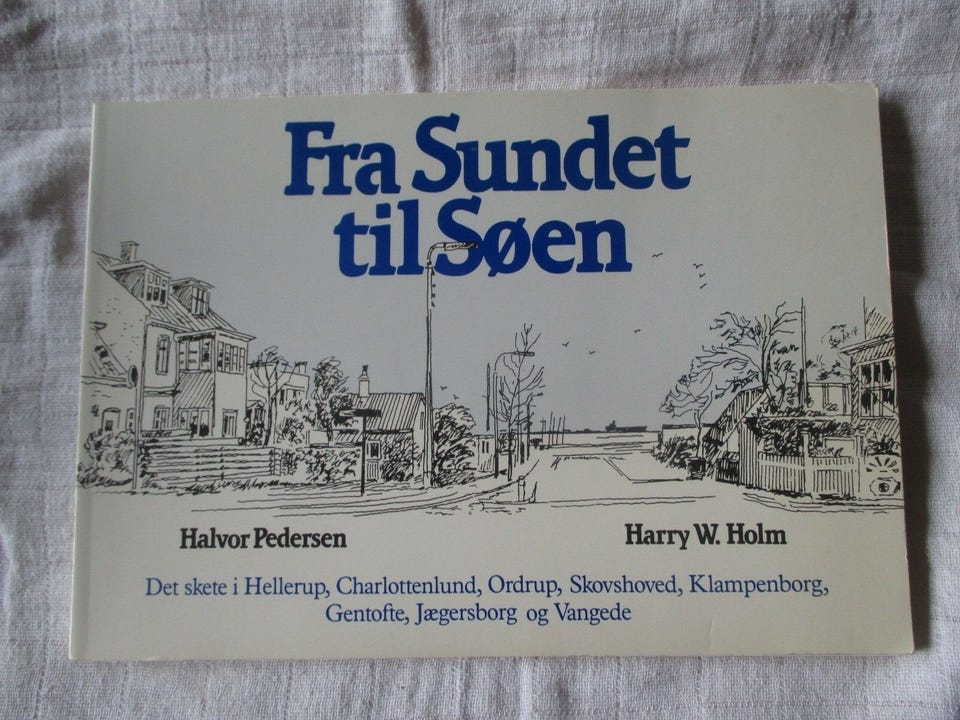 Fra Sundet
til Søen
Halvor Pedersen
Harry W. Holm
Det skete i Hellerup, Charlottenlund, Ordrup, Skovshoved, Klampenborg,
Gentofte, Jægersborg og Vangede